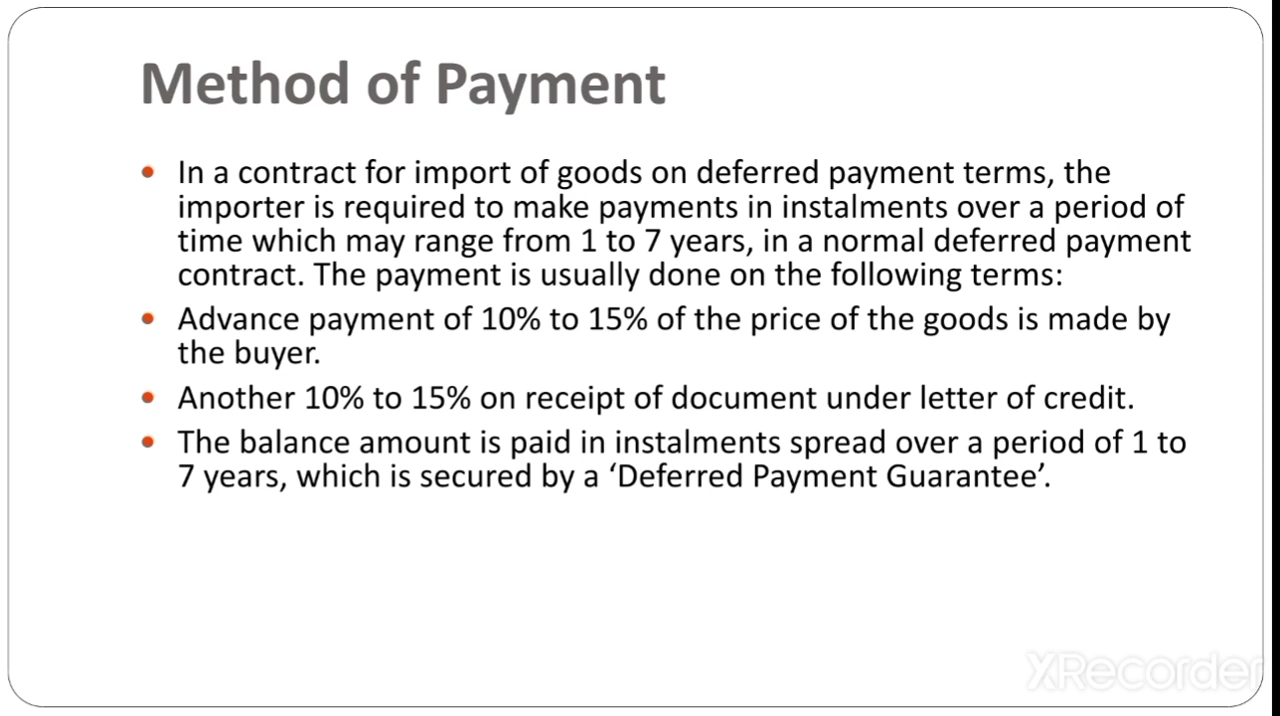 Method of Payment
• In a contract for import of goods on deferred payment terms, the
importer is required to make payments in instalments over a period of
time which may range from 1 to 7 years, in a normal deferred payment
contract. The payment is usually done on the following terms:
• Advance payment of 10% to 15% of the price of the goods is made by
the buyer.
• Another 10% to 15% on receipt of document under letter of credit.
• The balance amount is paid in instalments spread over a period of 1 to
7 years, which is secured by a ‘Deferred Payment Guarantee’.
XRecorder